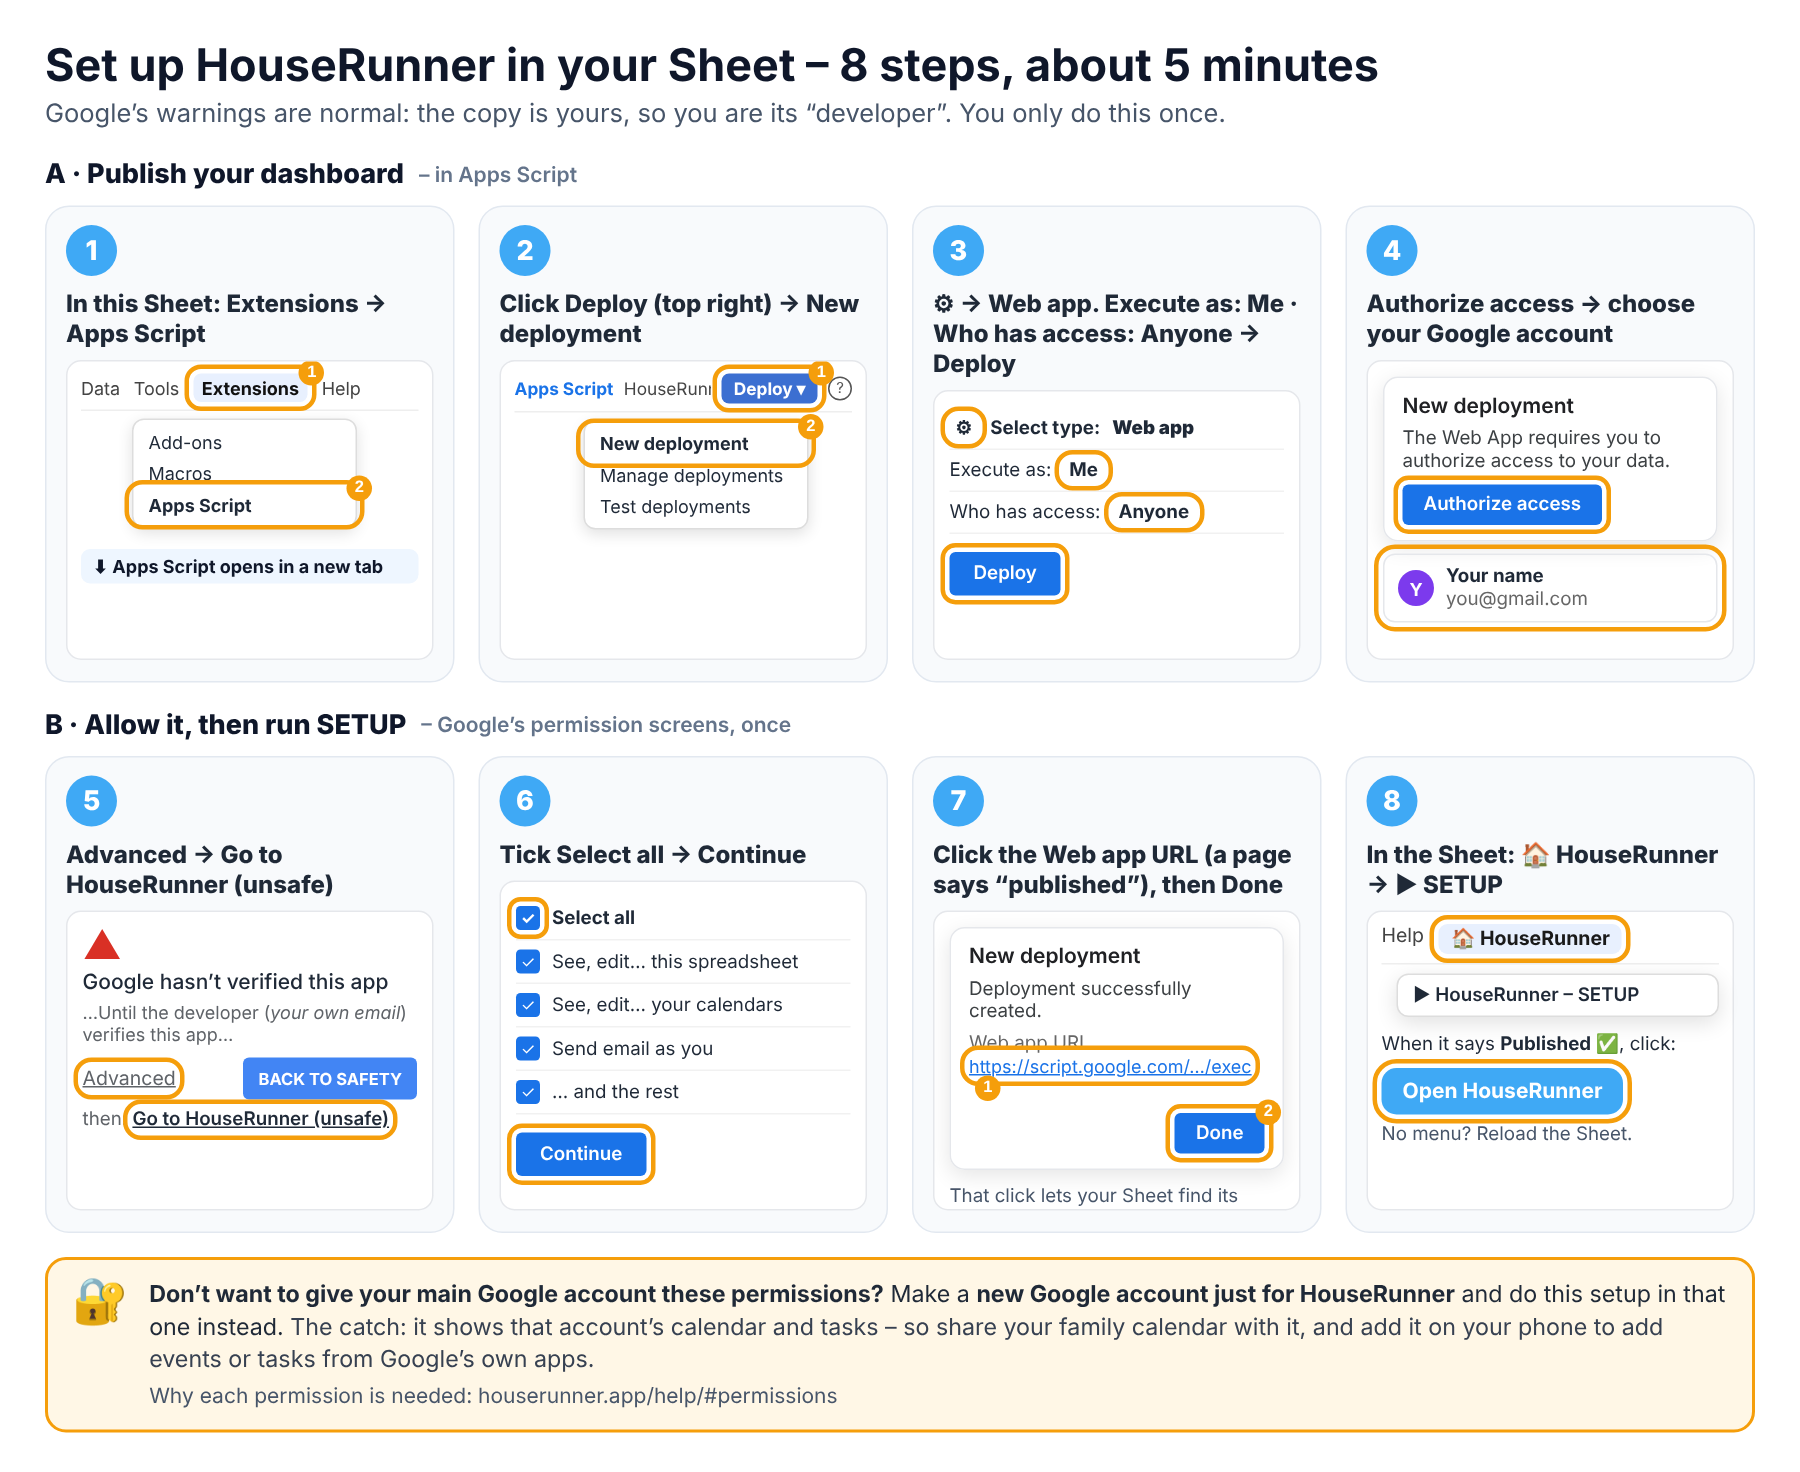 Set up HouseRunner in your Sheet – 8 steps, about 5 minutes
Google’s warnings are normal: the copy is yours, so you are its “developer”. You only do this once.
A · Publish your dashboard – in Apps Script
1
In this Sheet: Extensions →
Apps Script
Data Tools Extensions 1 Help
Add-ons
Macros
Apps Script 2
⬇ Apps Script opens in a new tab
2
Click Deploy (top right) → New
deployment
Apps Script HouseRunr Deploy ▾ 1 ?
New deployment 2
Manage deployments
Test deployments
3
⚙ → Web app. Execute as: Me ·
Who has access: Anyone →
Deploy
⚙ Select type: Web app
Execute as: Me
Who has access: Anyone
Deploy
4
Authorize access → choose
your Google account
New deployment
The Web App requires you to
authorize access to your data.
Authorize access
Y
Your name
you@gmail.com
B · Allow it, then run SETUP – Google’s permission screens, once
5
Advanced → Go to
HouseRunner (unsafe)
Google hasn’t verified this app
…Until the developer (your own email)
verifies this app…
Advanced BACK TO SAFETY
then Go to HouseRunner (unsafe)
6
Tick Select all → Continue
Select all
See, edit… this spreadsheet
See, edit… your calendars
Send email as you
… and the rest
Continue
7
Click the Web app URL (a page
says “published”), then Done
New deployment
Deployment successfully
created.
Web app URL
https://script.google.com/…/exec
1
Done 2
That click lets your Sheet find its
8
In the Sheet: 🏠 HouseRunner
→ ▶ SETUP
Help 🏠 HouseRunner
▶ HouseRunner – SETUP
When it says Published ✅, click:
Open HouseRunner
No menu? Reload the Sheet.
Don’t want to give your main Google account these permissions? Make a new Google account just for HouseRunner and do this setup in that
one instead. The catch: it shows that account’s calendar and tasks – so share your family calendar with it, and add it on your phone to add
events or tasks from Google’s own apps.
Why each permission is needed: houserunner.app/help/#permissions